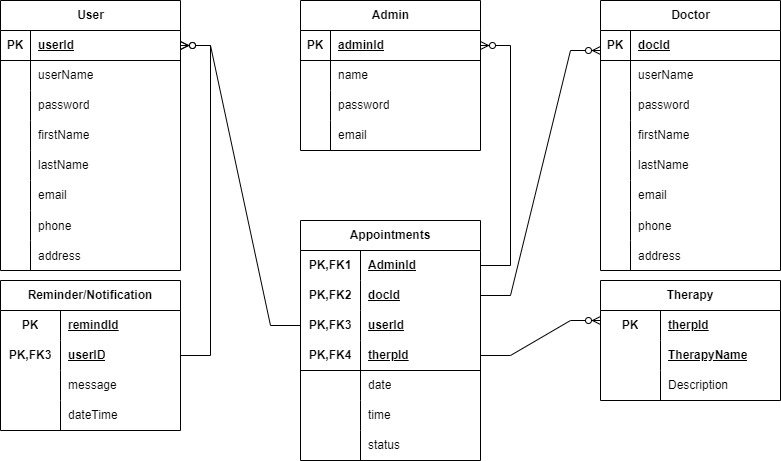 User
PK userId
userName
password
firstName
lastName
email
phone
address
Admin
PK adminId
name
password
email
Doctor
PK docId
userName
password
firstName
lastName
email
phone
address
Reminder/Notification
PK remindId
PK,FK3 userID
message
dateTime
Appointments
PK,FK1 AdminId
PK,FK2 docId
PK,FK3 userId
PK,FK4 therpId
date
time
status
Therapy
PK therpId
TherapyName
Description